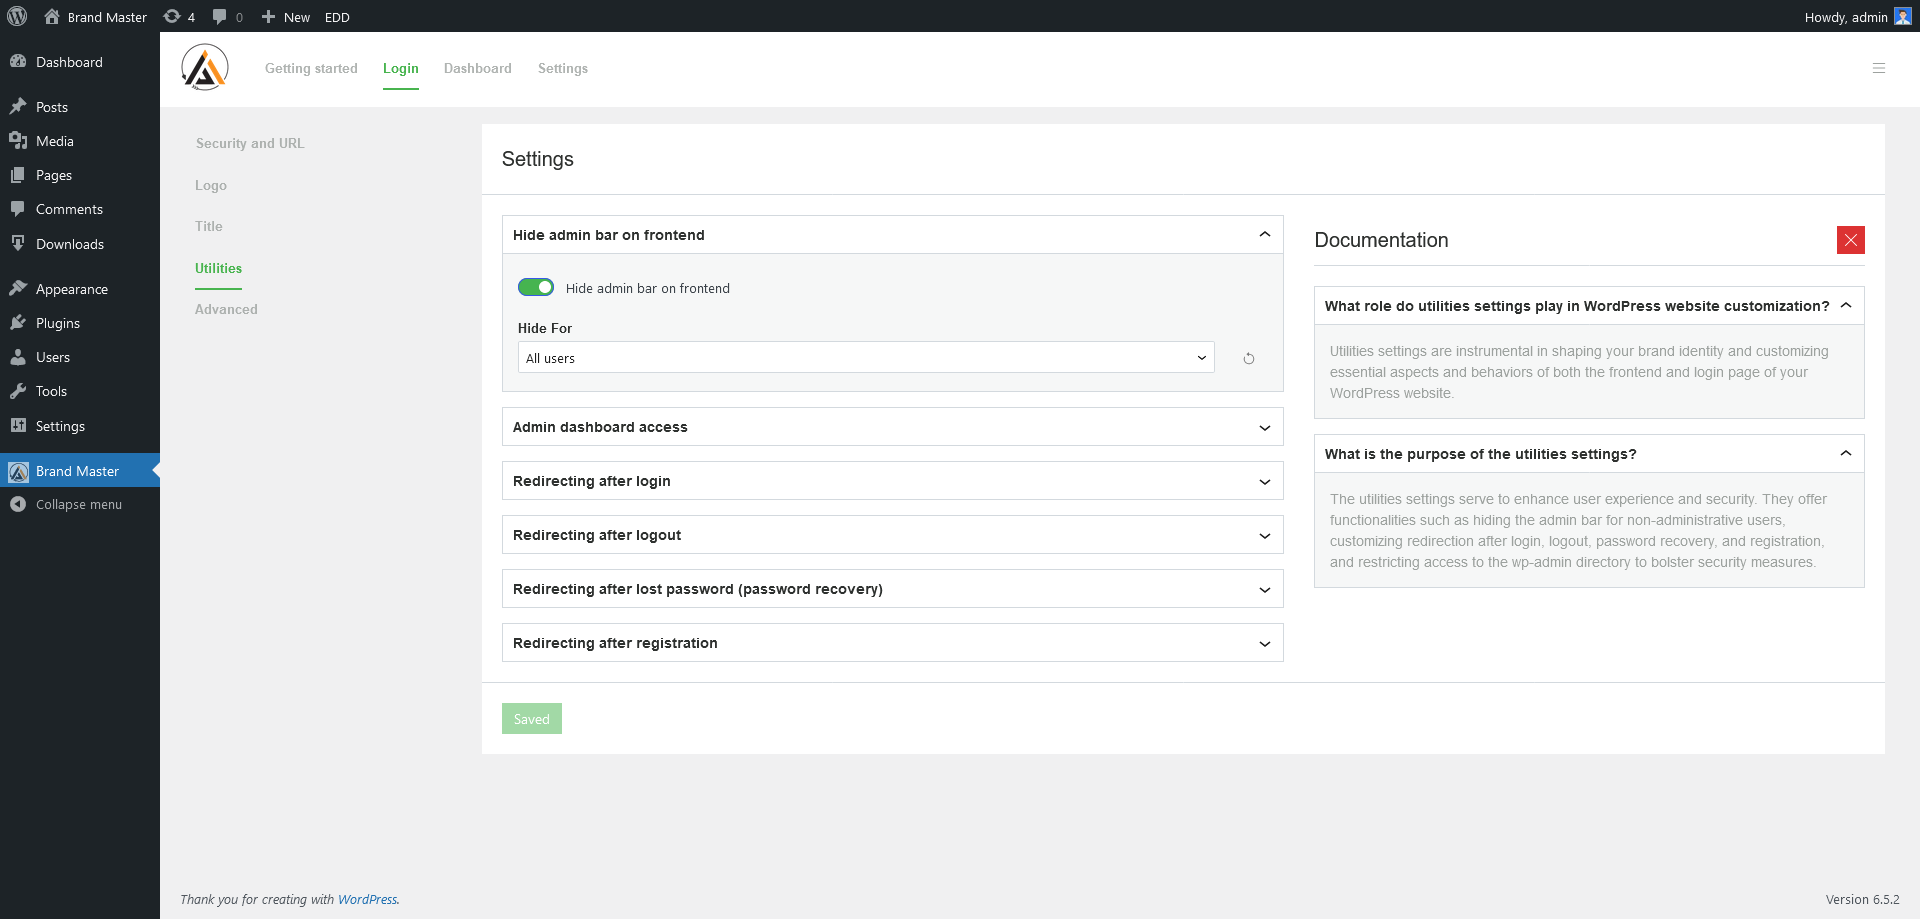 Brand Master
4
0
New
EDD
Howdy, admin
Dashboard
Posts
Media
Pages
Comments
Downloads
Appearance
Plugins
Users
Tools
Settings
Brand Master
Collapse menu
Getting started
Login
Dashboard
Settings
Security and URL
Logo
Title
Utilities
Advanced
Settings
Hide admin bar on frontend
Hide admin bar on frontend
Hide For
All users
Admin dashboard access
Redirecting after login
Redirecting after logout
Redirecting after lost password (password recovery)
Redirecting after registration
Saved
Documentation
What role do utilities settings play in WordPress website customization?
Utilities settings are instrumental in shaping your brand identity and customizing
essential aspects and behaviors of both the frontend and login page of your
WordPress website.
What is the purpose of the utilities settings?
The utilities settings serve to enhance user experience and security. They offer
functionalities such as hiding the admin bar for non-administrative users,
customizing redirection after login, logout, password recovery, and registration,
and restricting access to the wp-admin directory to bolster security measures.
Thank you for creating with WordPress.
Version 6.5.2